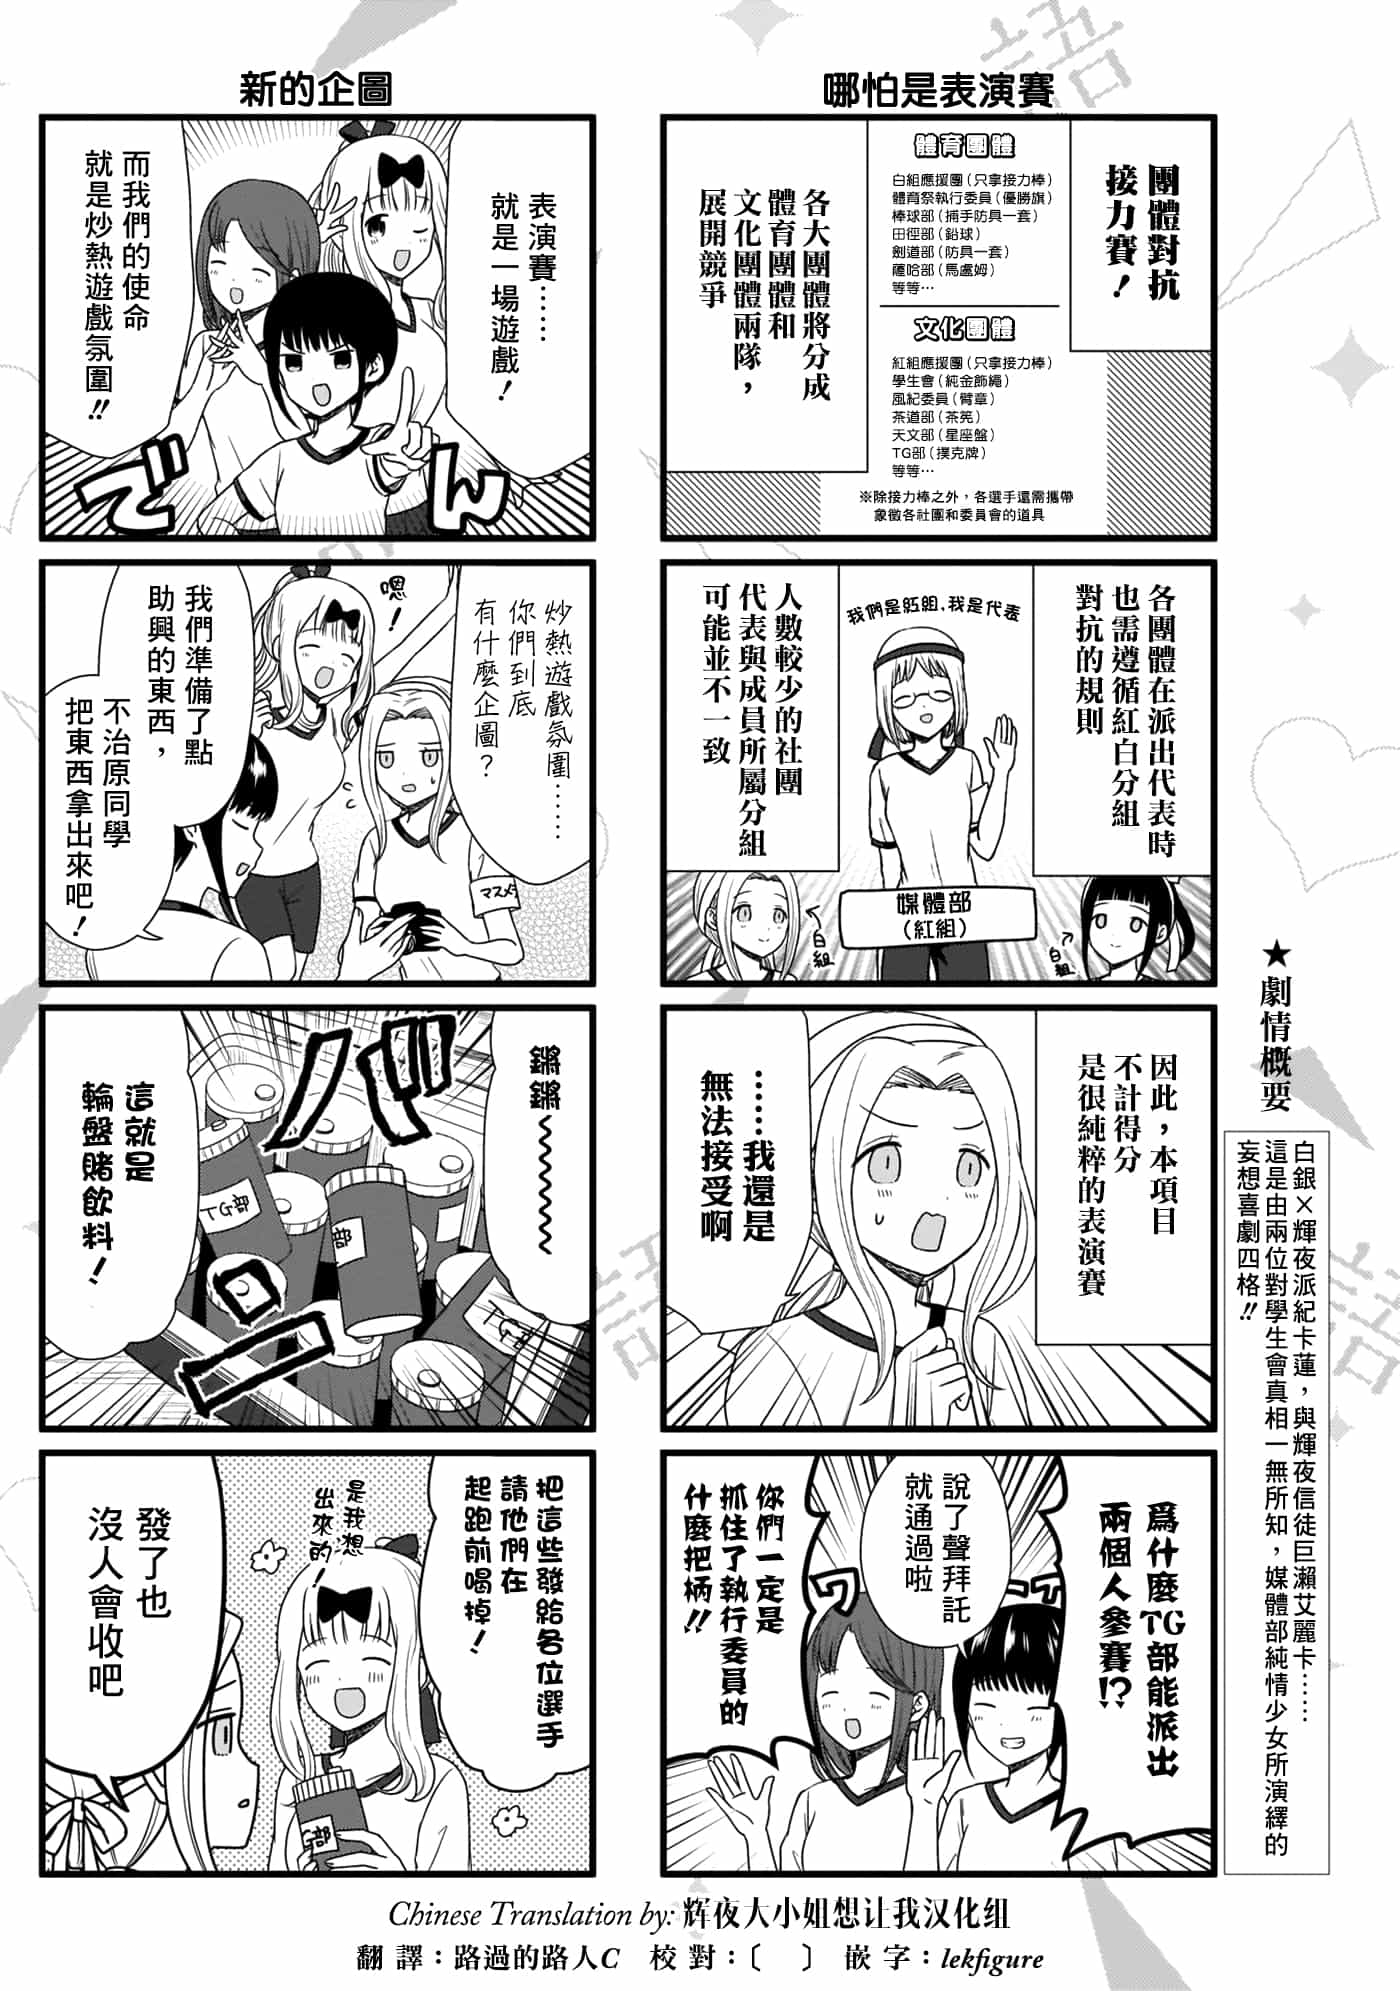 哪怕是表演賽
團體對抗
接力賽！
體育團體
白組應援團（只拿接力棒）
體育祭執行委員（優勝旗）
棒球部（捕手防具一套）
田徑部（鉛球）
劍道部（防具一套）
薩哈部（馬盧姆）
等等…
文化團體
紅組應援團（只拿接力棒）
學生會（純金飾繩）
風紀委員（臂章）
茶道部（茶筅）
天文部（星座盤）
TG部（撲克牌）
等等…
※除接力棒之外，各選手還需攜帶
象徵各社團和委員會的道具
各大團體將分成
體育團體和
文化團體兩隊，
展開競爭
各團體在派出代表時
也需遵循紅白分組
對抗的規則
我們是紅組、我是代表
媒體部
（紅組）
人數較少的社團
代表與成員所屬分組
可能並不一致
白組
白組
因此，本項目
不計得分
是很純粹的表演賽
……我還是
無法接受啊
爲什麼TG部能派出
兩個人參賽!?
說了聲拜託
就通過啦
你們一定是
抓住了執行委員的
什麼把柄!!
新的企圖
表演賽……
就是一場遊戲！
而我們的使命
就是炒熱遊戲氛圍!!
でん
炒熱遊戲氛圍……
你們到底
有什麼企圖？
嗯！
マスメ
我們準備了點
助興的東西，
不治原同學
把東西拿出來吧！
鏘鏘
這就是
輪盤賭飲料！
バーン
TG部
部
TG部
把這些發給各位選手
請他們在
起跑前喝掉！
是我想
出來的！
部
發了也
沒人會收吧
★劇情概要
白銀×輝夜派紀卡蓮，與輝夜信徒巨瀨艾麗卡……
這是由兩位對學生會真相一無所知，媒體部純情少女所演繹的
妄想喜劇四格!!
Chinese Translation by: 辉夜大小姐想让我汉化组
翻譯：路過的路人C 校對：〔 〕 嵌字：lekfigure